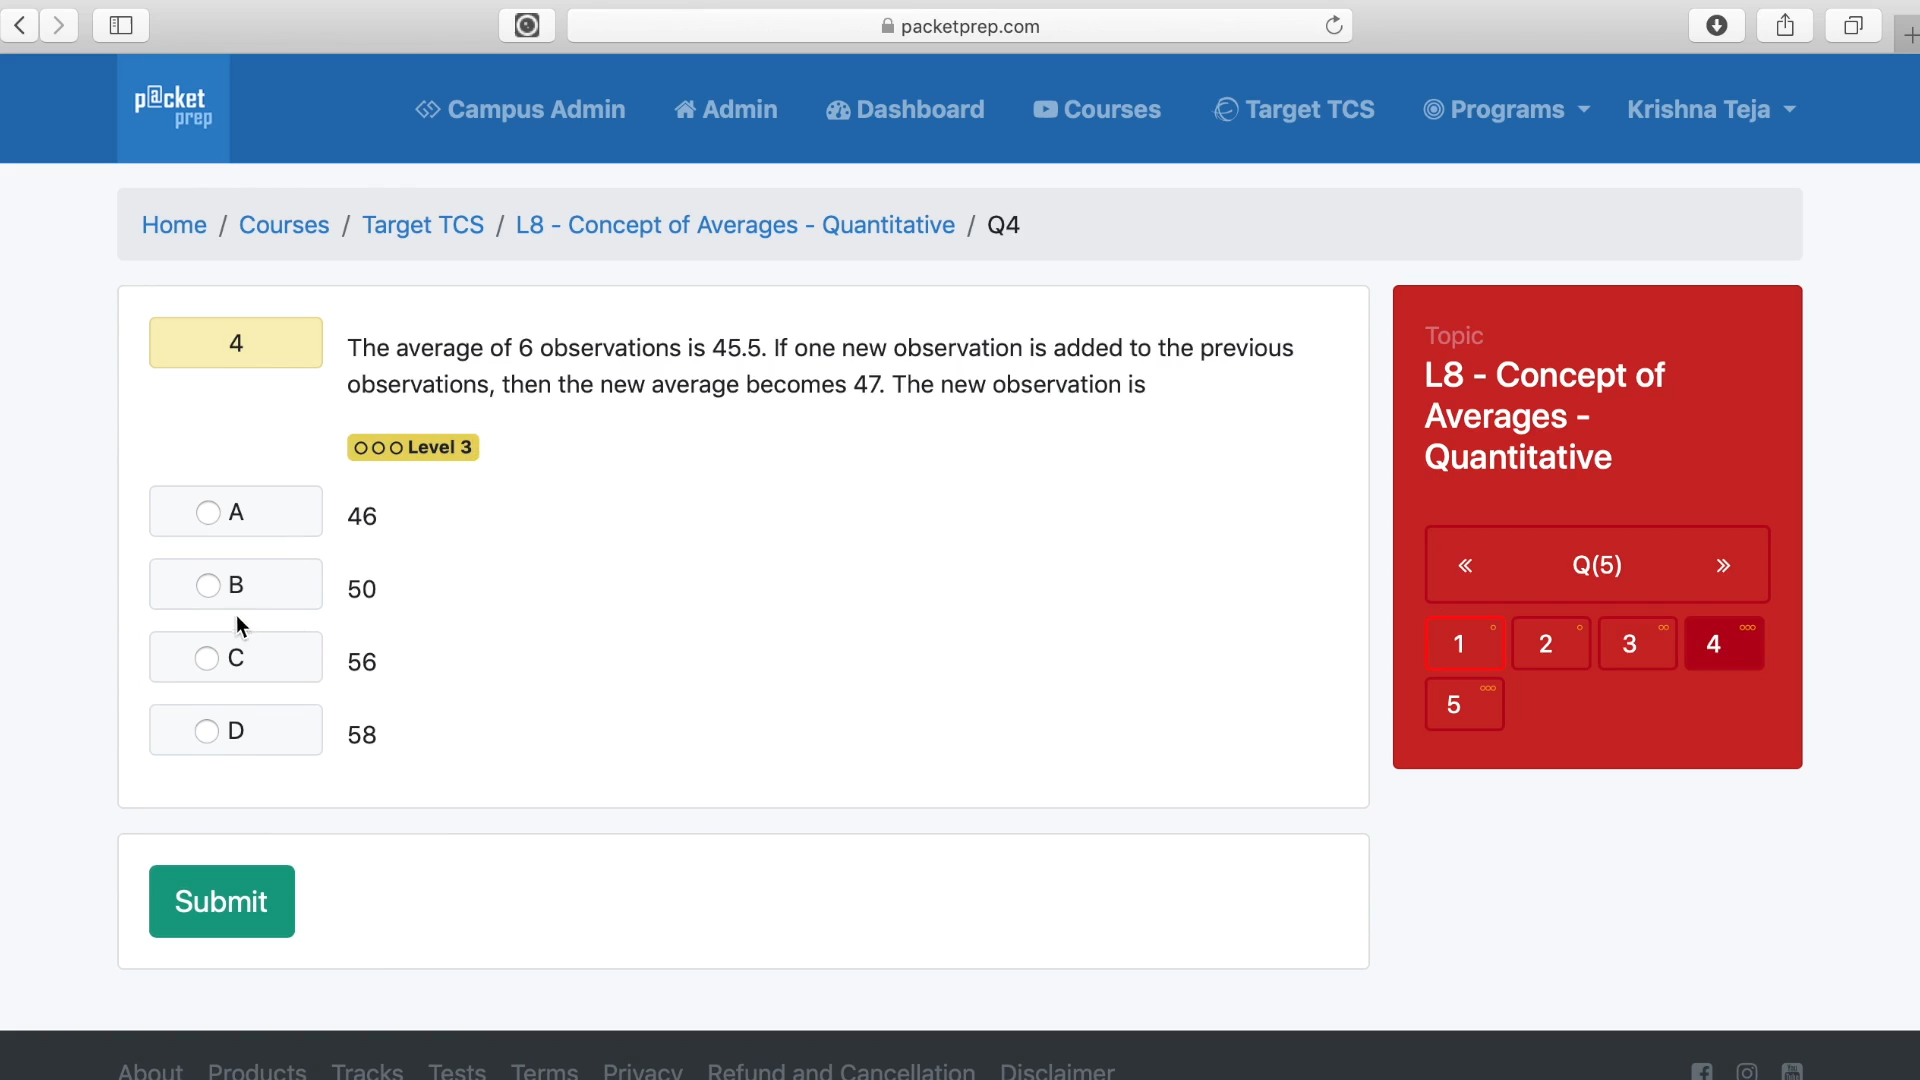 packetprep.com
p@cket
prep
Campus Admin
Admin
Dashboard
Courses
Target TCS
Programs
Krishna Teja
Home / Courses / Target TCS / L8 - Concept of Averages - Quantitative / Q4
4
The average of 6 observations is 45.5. If one new observation is added to the previous
observations, then the new average becomes 47. The new observation is
Level 3
A 46
B 50
C 56
D 58
Submit
Topic
L8 - Concept of
Averages -
Quantitative
« Q(5) »
1 2 3 4
5
About Products Tracks Tests Terms Privacy Refund and Cancellation Disclaimer